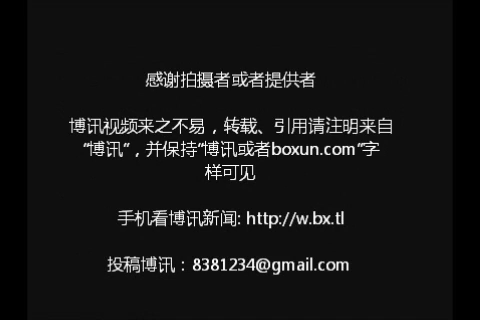 感谢拍摄者或者提供者
博讯视频来之不易，转载、引用请注明来自
“博讯”，并保持“博讯或者boxun.com”字
样可见
手机看博讯新闻: http://w.bx.tl
投稿博讯：8381234@gmail.com